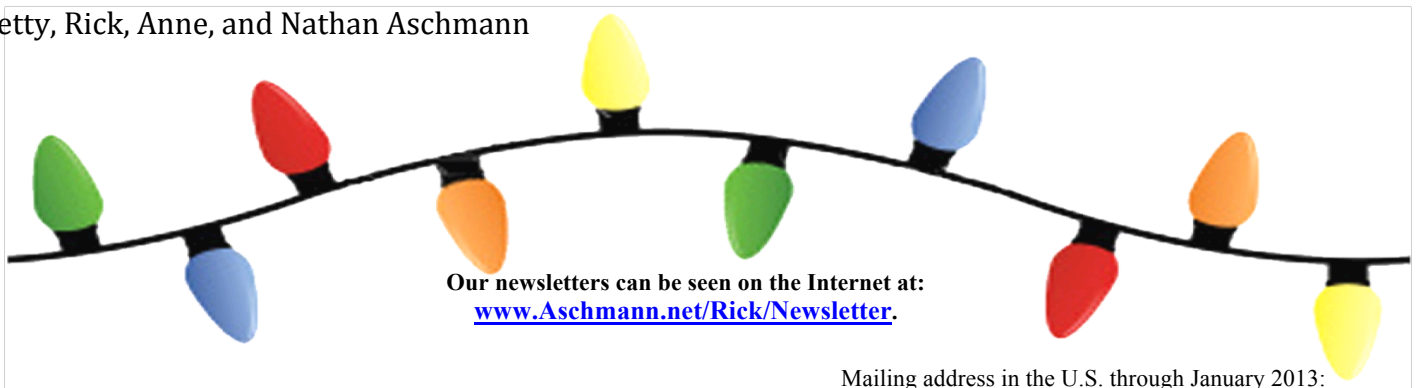 etty, Rick, Anne, and Nathan Aschmann
Our newsletters can be seen on the Internet at:
www.Aschmann.net/Rick/Newsletter.
Mailing address in the U.S. through January 2013: